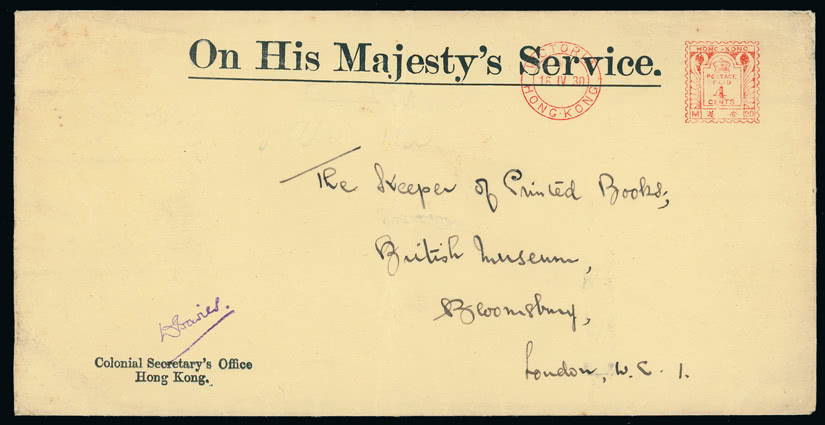 On His Majesty's Service.
VICTORIA
16 IV 30
HONG·KONG
HONG-KONG
POSTAGE
PAID
4
CENTS
M
The Keeper of Printed Books,
British Museum,
Bloomsbury,
London, W.C.1.
Colonial Secretary's Office
Hong Kong.